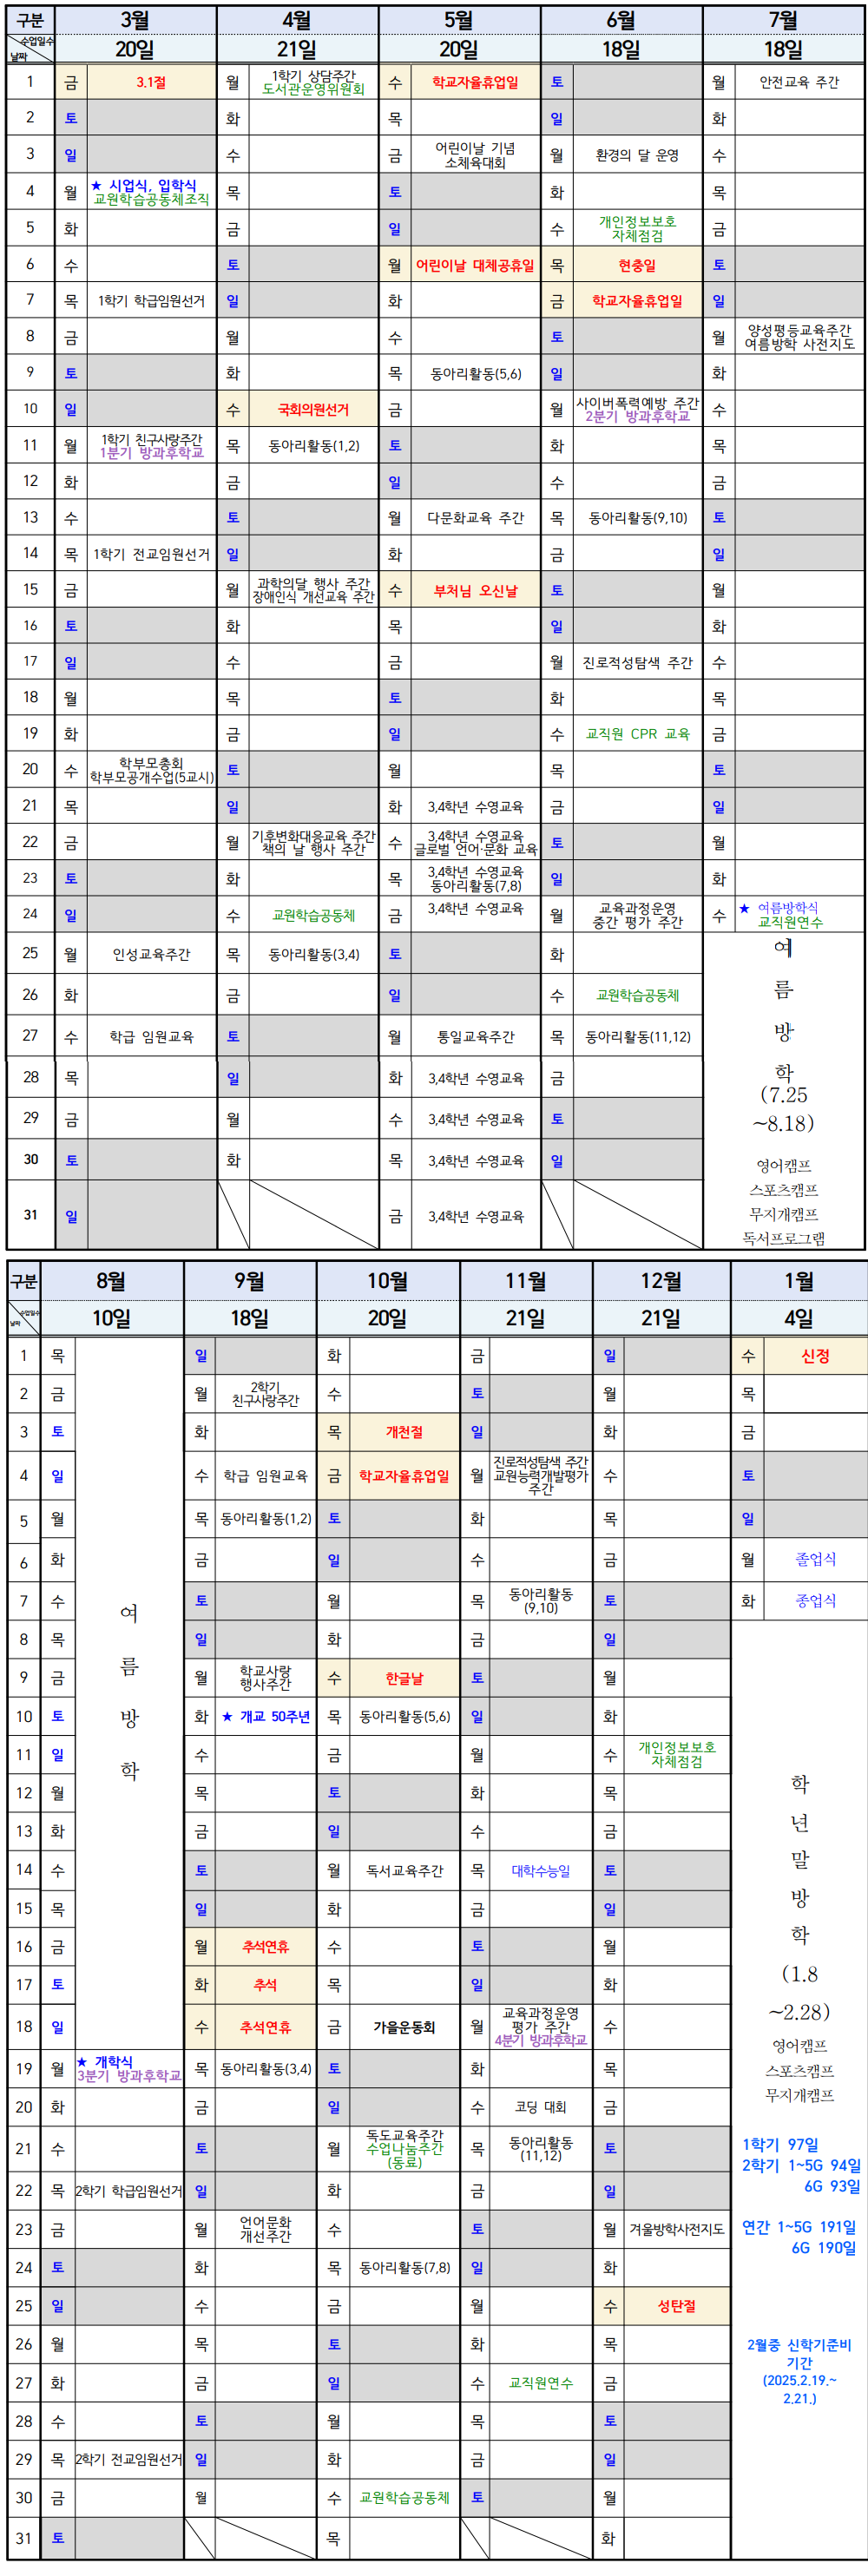 구분 3월 4월 5월 6월 7월
수업일수 날짜 20일 21일 20일 18일 18일
1 금 3.1절 월 1학기 상담주간 도서관운영위원회 수 학교자율휴업일 토 월 안전교육 주간
2 토 화 목 일 화
3 일 수 금 어린이날 기념 소체육대회 월 환경의 달 운영 수
4 월 ★ 시업식, 입학식 교원학습공동체조직 목 토 화 목
5 화 금 일 수 개인정보보호 자체점검 금
6 수 토 월 어린이날 대체공휴일 목 현충일 토
7 목 1학기 학급임원선거 일 화 금 학교자율휴업일 일
8 금 월 수 토 월 양성평등교육주간 여름방학 사전지도
9 토 화 목 동아리활동(5,6) 일 화
10 일 수 국회의원선거 금 월 사이버폭력예방 주간 2분기 방과후학교 수
11 월 1학기 친구사랑주간 1분기 방과후학교 목 동아리활동(1,2) 토 화 목
12 화 금 일 수 금
13 수 토 월 다문화교육 주간 목 동아리활동(9,10) 토
14 목 1학기 전교임원선거 일 화 금 일
15 금 월 과학의달 행사 주간 장애인식 개선교육 주간 수 부처님 오신날 토 월
16 토 화 목 일 화
17 일 수 금 월 진로적성탐색 주간 수
18 월 목 토 화 목
19 화 금 일 수 교직원 CPR 교육 금
20 수 학부모총회 학부모공개수업(5교시) 토 월 목 토
21 목 일 화 3,4학년 수영교육 금 일
22 금 월 기후변화대응교육 주간 책의 날 행사 주간 수 3,4학년 수영교육 글로벌 언어·문화 교육 토 월
23 토 화 목 3,4학년 수영교육 동아리활동(7,8) 일 화
24 일 수 교원학습공동체 금 3,4학년 수영교육 월 교육과정운영 중간 평가 주간 수 ★ 여름방학식 교직원연수
25 월 인성교육주간 목 동아리활동(3,4) 토 화 여
26 화 금 일 수 교원학습공동체 름
27 수 학급 임원교육 토 월 통일교육주간 목 동아리활동(11,12) 방
28 목 일 화 3,4학년 수영교육 금 학 (7.25
29 금 월 수 3,4학년 수영교육 토 ~8.18)
30 토 화 목 3,4학년 수영교육 일 영어캠프
31 일 금 3,4학년 수영교육 스포츠캠프
무지개캠프
독서프로그램
구분 8월 9월 10월 11월 12월 1월
수업일수 날짜 10일 18일 20일 21일 21일 4일
1 목 일 화 금 일 수 신정
2 금 월 2학기 친구사랑주간 수 토 월 목
3 토 화 목 개천절 일 화 금
4 일 수 학급 임원교육 금 학교자율휴업일 월 진로적성탐색 주간 교원능력개발평가 주간 수 토
5 월 목 동아리활동(1,2) 토 화 목 일
6 화 금 일 수 금 월 졸업식
7 수 여 토 월 목 동아리활동 (9,10) 토 화 종업식
8 목 름 일 화 금 일
9 금 월 학교사랑 행사주간 수 한글날 토 월
10 토 방 화 ★ 개교 50주년 목 동아리활동(5,6) 일 화
11 일 학 수 금 월 수 개인정보보호 자체점검
12 월 목 토 화 목 학
13 화 금 일 수 금 년
14 수 토 월 독서교육주간 목 대학수능일 토 말
15 목 일 화 금 일 방
16 금 월 추석연휴 수 토 월 학
17 토 화 추석 목 일 화 (1.8
18 일 수 추석연휴 금 가을운동회 월 교육과정운영 평가 주간 4분기 방과후학교 수 ~2.28)
영어캠프
19 월 ★ 개학식 3분기 방과후학교 목 동아리활동(3,4) 토 화 목 스포츠캠프
20 화 금 일 수 코딩 대회 금 무지개캠프
21 수 토 월 독도교육주간 수업나눔주간 (동료) 목 동아리활동 (11,12) 토 1학기 97일
2학기 1~5G 94일
22 목 2학기 학급임원선거 일 화 금 일 6G 93일
23 금 월 언어문화 개선주간 수 토 월 겨울방학사전지도 연간 1~5G 191일
6G 190일
24 토 화 목 동아리활동(7,8) 일 화
25 일 수 금 월 수 성탄절
26 월 목 토 화 목 2월중 신학기준비
기간
27 화 금 일 수 교직원연수 금 (2025.2.19.~
2.21.)
28 수 토 월 목 토
29 목 2학기 전교임원선거 일 화 금 일
30 금 월 수 교원학습공동체 토 월
31 토 목 화